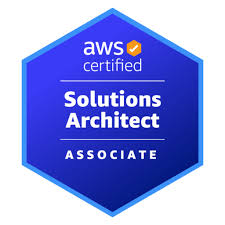 aws
certified
Solutions
Architect
ASSOCIATE